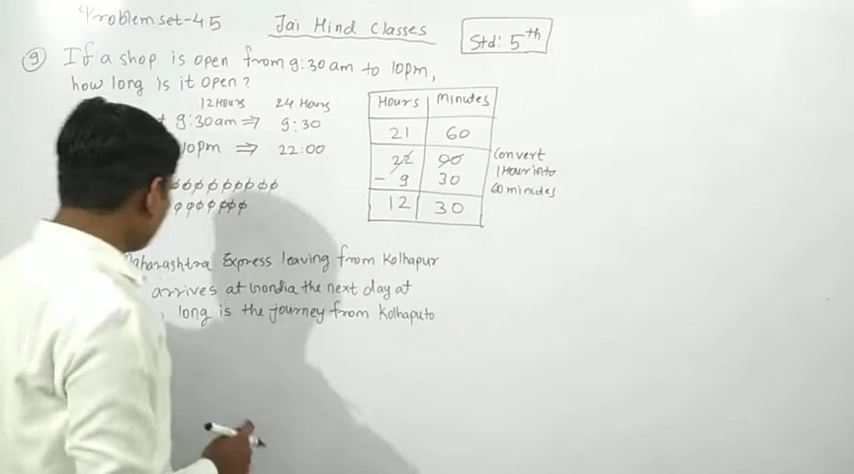 Problem set-45
Jai Hind Classes
Std: 5th
9 If a shop is open from 9:30 am to 10pm,
how long is it open?
12 Hours 24 Hours
9:30am ⇒ 9:30
10pm ⇒ 22:00
Hours Minutes
21 60
22 90
- 9 30
12 30
Convert
1 Hour into
60 minutes
Maharashtra Express leaving from Kolhapur
arrives at Gondia the next day at
long is the journey from Kolhapu to